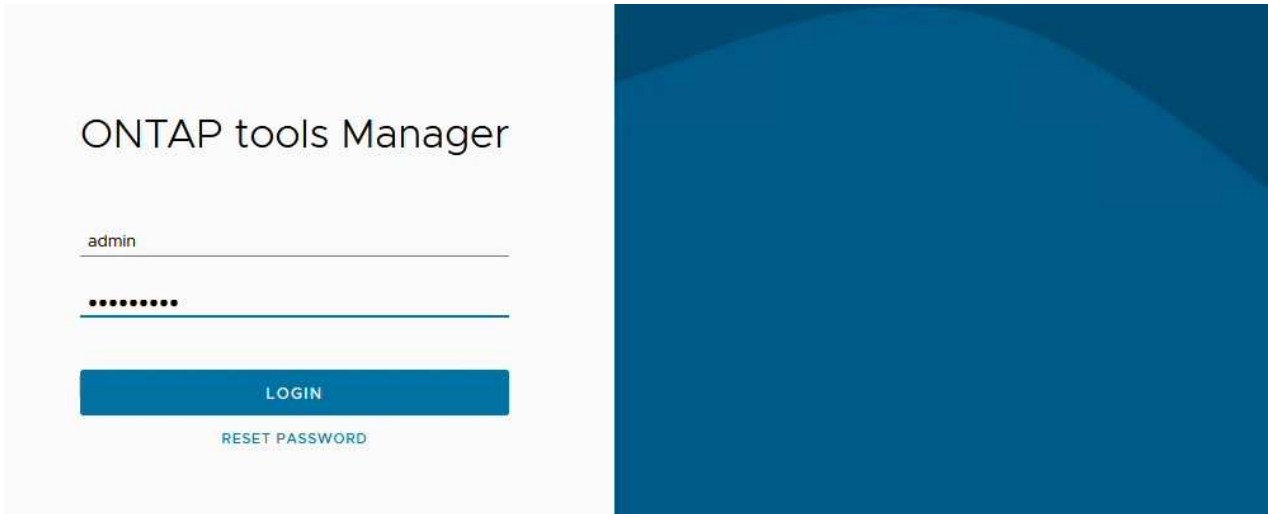 ONTAP tools Manager
admin
•••••••••
LOGIN
RESET PASSWORD